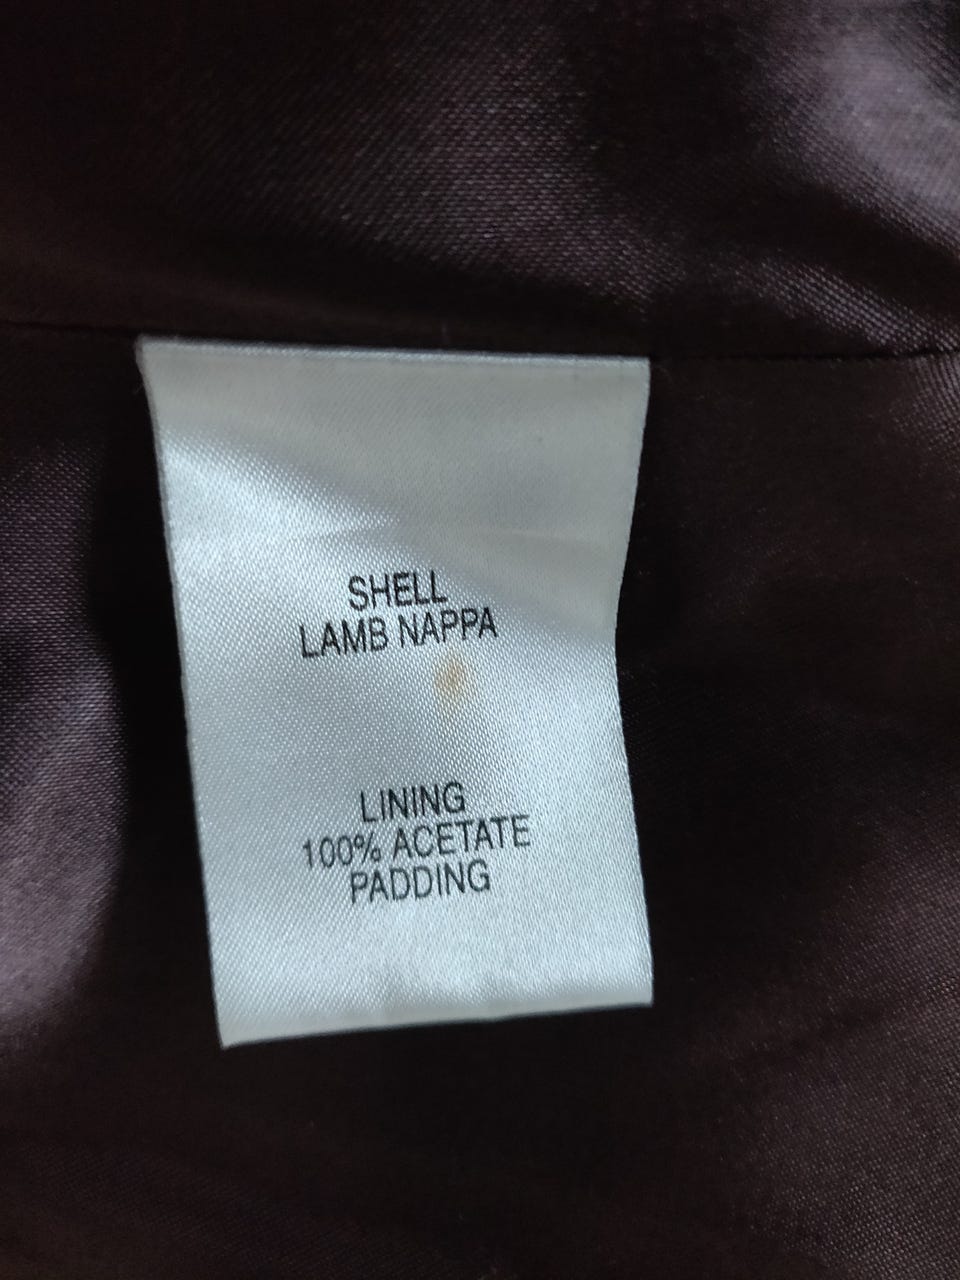 SHELL
LAMB NAPPA
LINING
100% ACETATE
PADDING